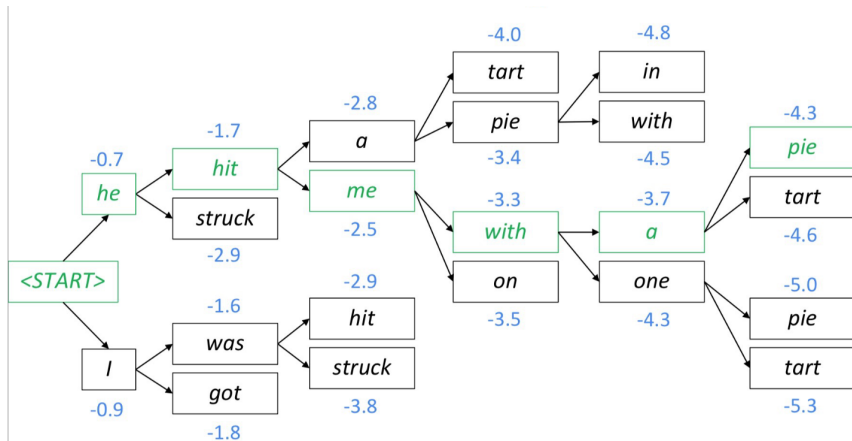 -4.0
-4.8
tart
in
-2.8
-4.3
-1.7
a
pie
with
pie
-0.7
hit
-3.4
-4.5
he
me
-3.3
-3.7
tart
struck
-2.5
with
a
-4.6
-2.9
<START>
-2.9
on
one
-5.0
-1.6
hit
-3.5
-4.3
pie
was
I
struck
tart
got
-0.9
-3.8
-5.3
-1.8